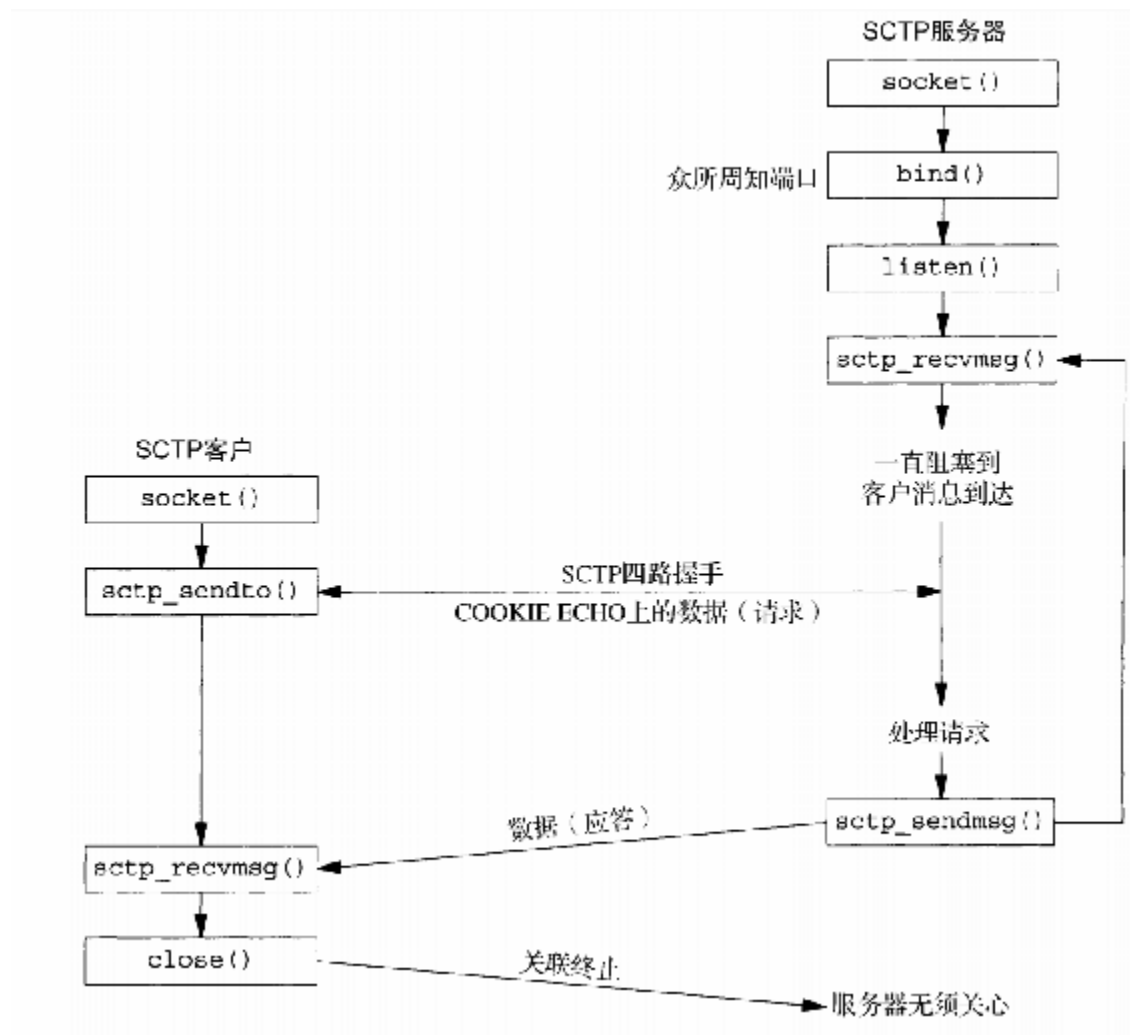 SCTP服务器
socket()
众所周知端口
bind()
listen()
sctp_recvmsg()
一直阻塞到
客户消息到达
SCTP客户
socket()
sctp_sendto()
SCTP四路握手
COOKIE ECHO上的数据（请求）
处理请求
数据（应答）
sctp_sendmsg()
sctp_recvmsg()
close()
关联终止
服务器无须关心